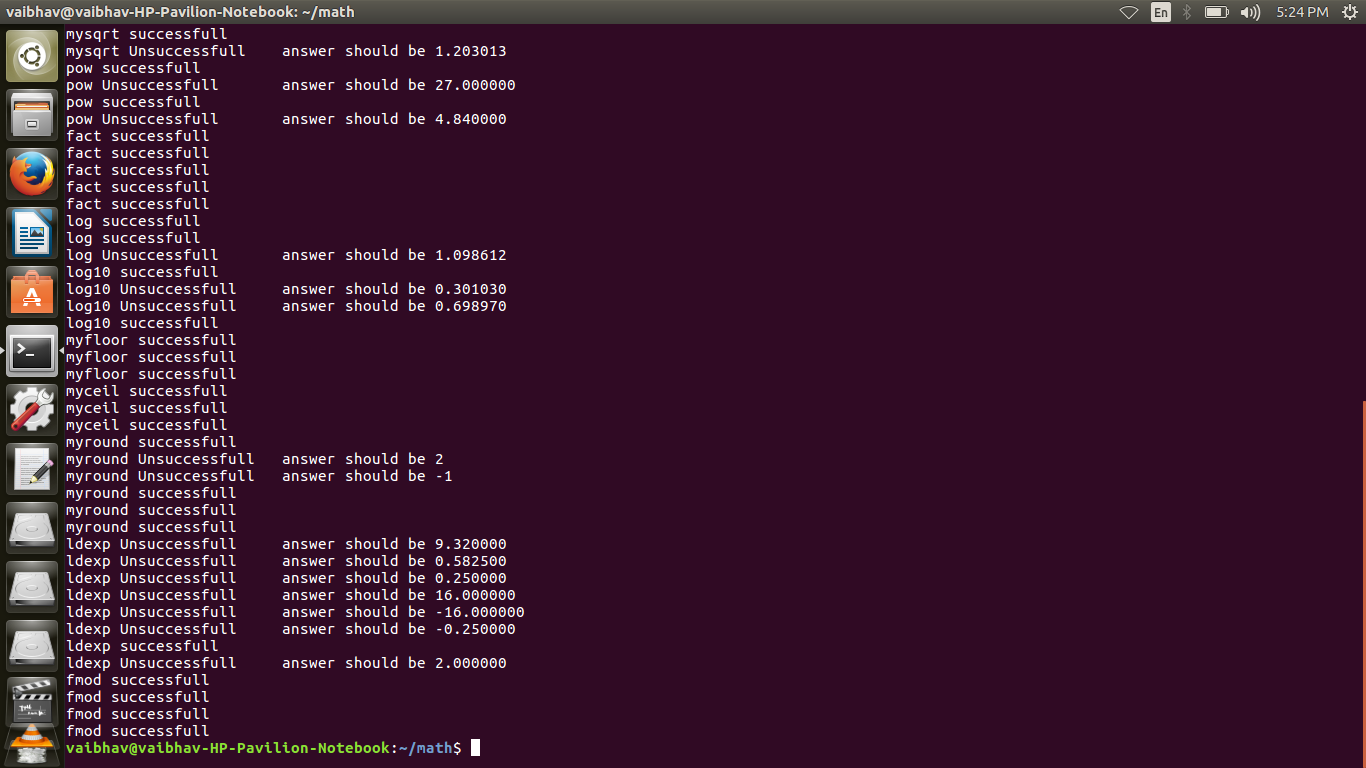 vaibhav@vaibhav-HP-Pavilion-Notebook: ~/math
En
5:24 PM
mysqrt successfull
mysqrt Unsuccessfull answer should be 1.203013
pow successfull
pow Unsuccessfull answer should be 27.000000
pow successfull
pow Unsuccessfull answer should be 4.840000
fact successfull
fact successfull
fact successfull
fact successfull
fact successfull
log successfull
log successfull
log Unsuccessfull answer should be 1.098612
log10 successfull
log10 Unsuccessfull answer should be 0.301030
log10 Unsuccessfull answer should be 0.698970
log10 successfull
myfloor successfull
myfloor successfull
myfloor successfull
myceil successfull
myceil successfull
myceil successfull
myround successfull
myround Unsuccessfull answer should be 2
myround Unsuccessfull answer should be -1
myround successfull
myround successfull
myround successfull
ldexp Unsuccessfull answer should be 9.320000
ldexp Unsuccessfull answer should be 0.582500
ldexp Unsuccessfull answer should be 0.250000
ldexp Unsuccessfull answer should be 16.000000
ldexp Unsuccessfull answer should be -16.000000
ldexp Unsuccessfull answer should be -0.250000
ldexp successfull
ldexp Unsuccessfull answer should be 2.000000
fmod successfull
fmod successfull
fmod successfull
fmod successfull
vaibhav@vaibhav-HP-Pavilion-Notebook:~/math$